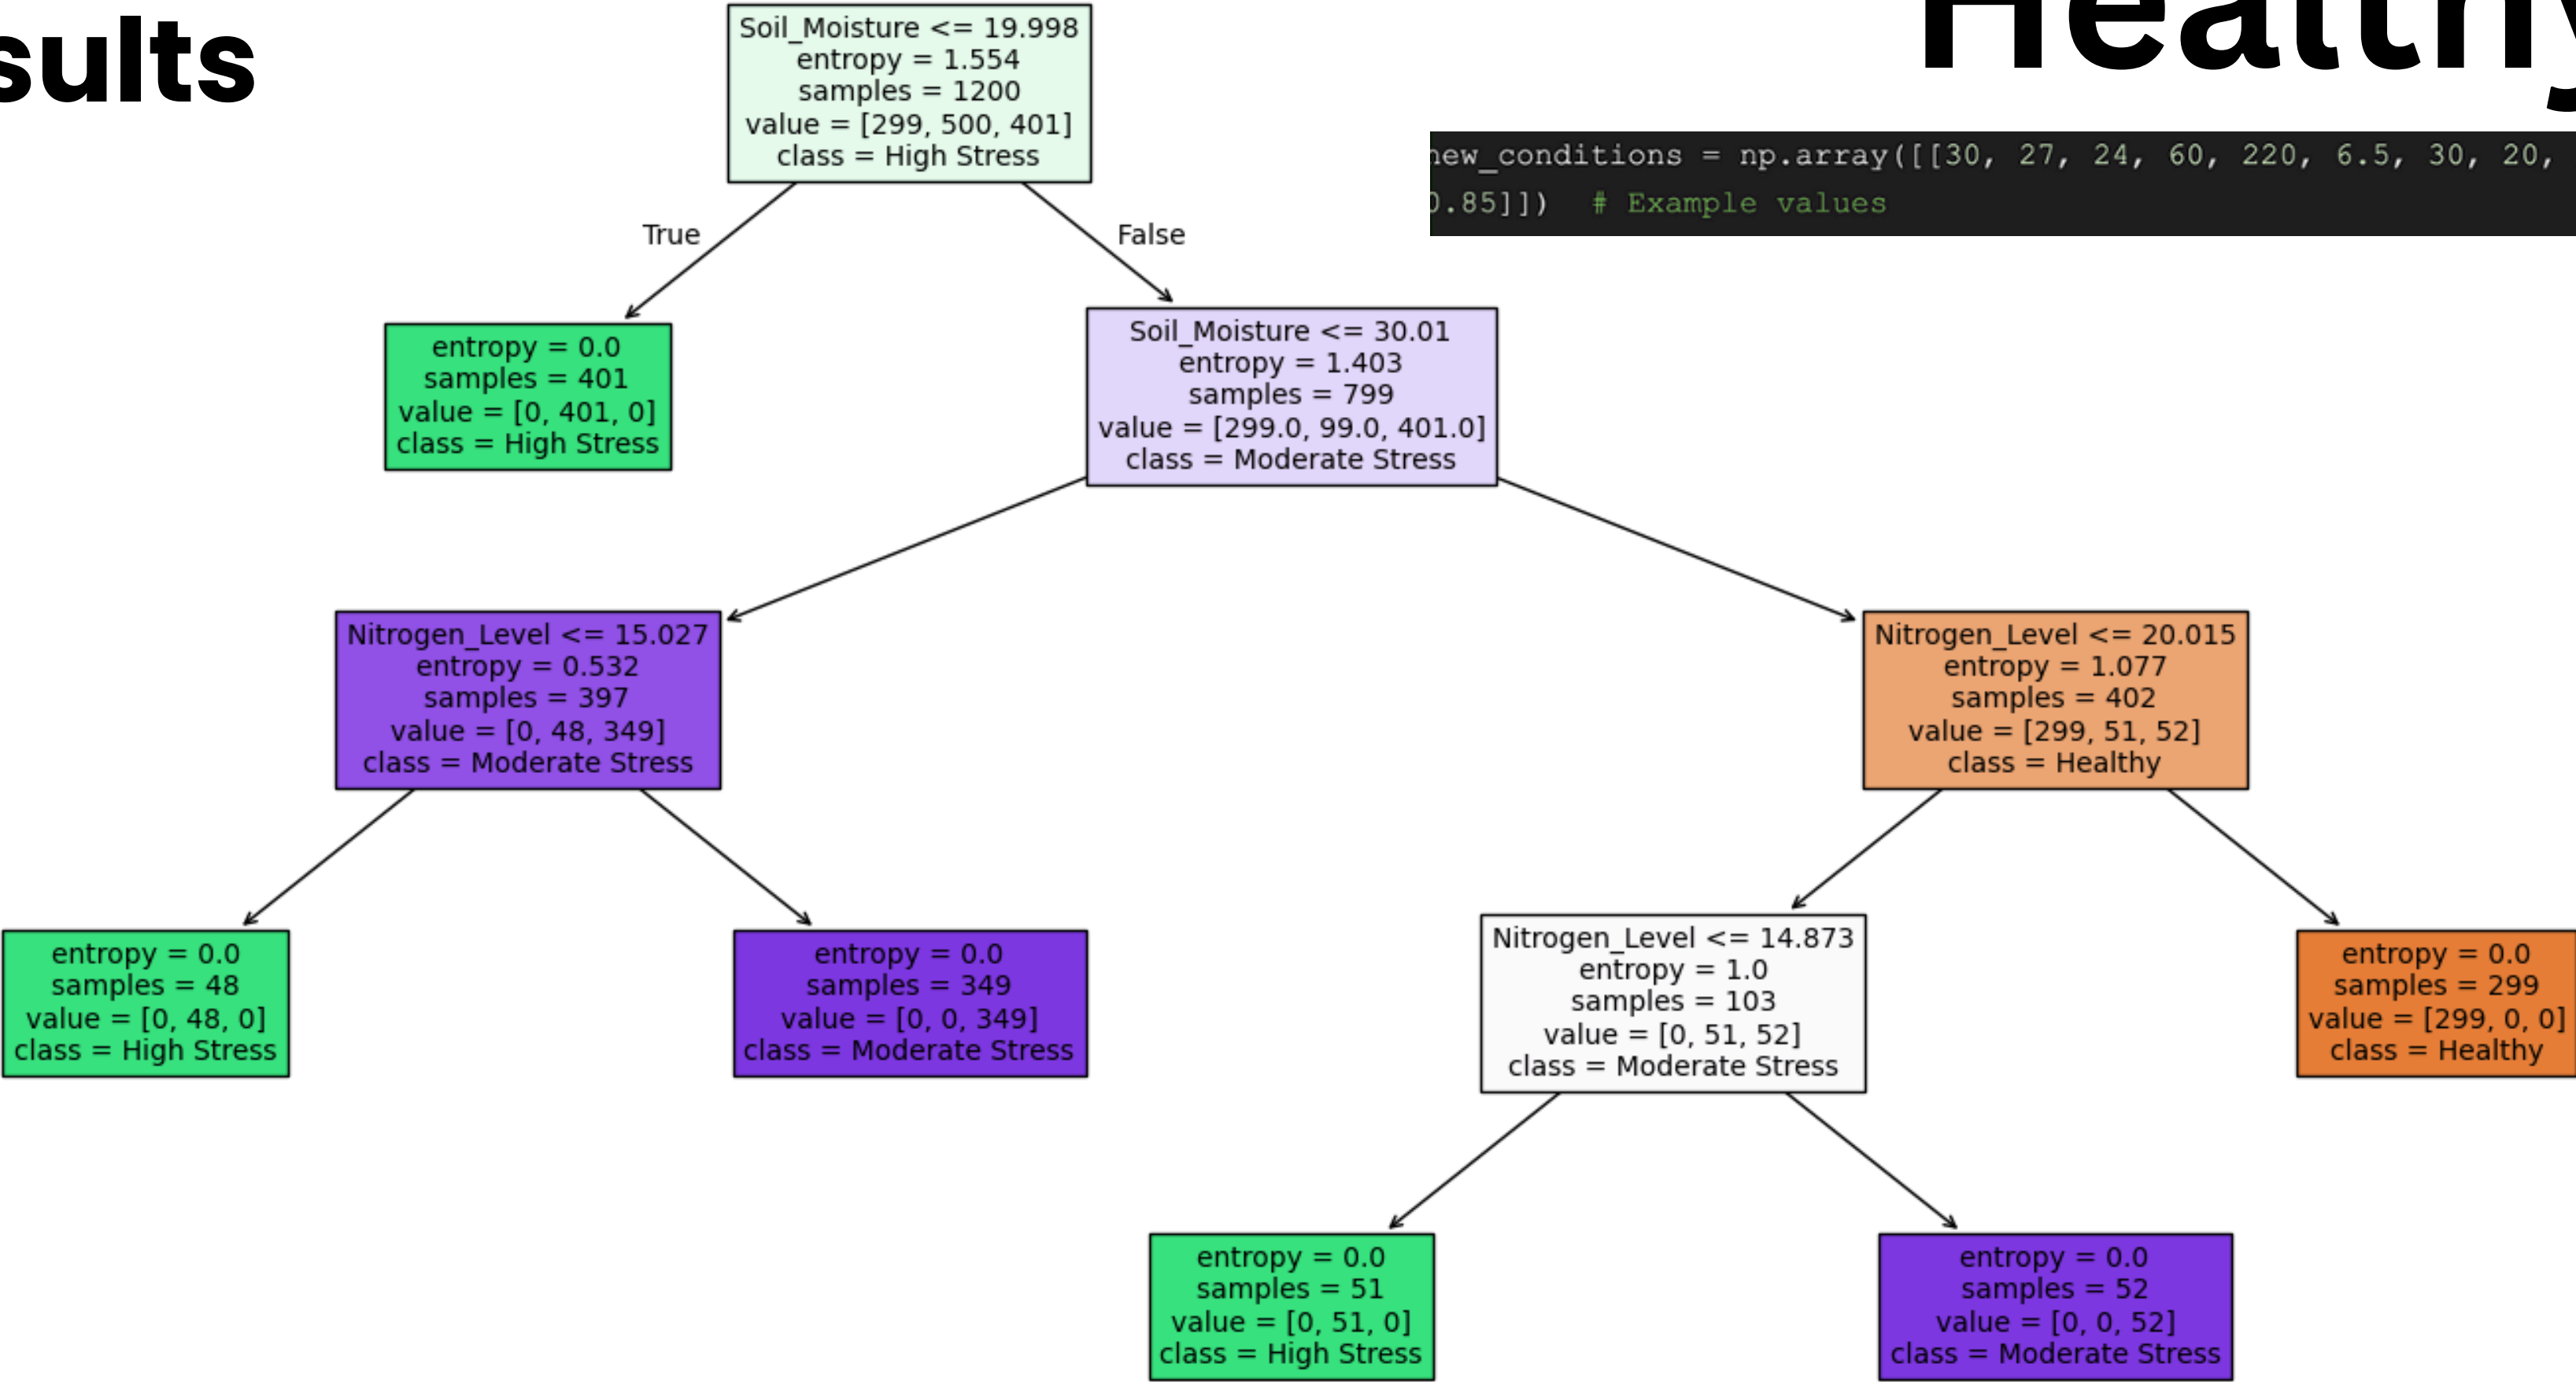 sults
Healthy
new_conditions = np.array([[30, 27, 24, 60, 220, 6.5, 30, 20,
0.85]])  # Example values
Soil_Moisture <= 19.998
entropy = 1.554
samples = 1200
value = [299, 500, 401]
class = High Stress
True
False
entropy = 0.0
samples = 401
value = [0, 401, 0]
class = High Stress
Soil_Moisture <= 30.01
entropy = 1.403
samples = 799
value = [299.0, 99.0, 401.0]
class = Moderate Stress
Nitrogen_Level <= 15.027
entropy = 0.532
samples = 397
value = [0, 48, 349]
class = Moderate Stress
Nitrogen_Level <= 20.015
entropy = 1.077
samples = 402
value = [299, 51, 52]
class = Healthy
entropy = 0.0
samples = 48
value = [0, 48, 0]
class = High Stress
entropy = 0.0
samples = 349
value = [0, 0, 349]
class = Moderate Stress
Nitrogen_Level <= 14.873
entropy = 1.0
samples = 103
value = [0, 51, 52]
class = Moderate Stress
entropy = 0.0
samples = 299
value = [299, 0, 0]
class = Healthy
entropy = 0.0
samples = 51
value = [0, 51, 0]
class = High Stress
entropy = 0.0
samples = 52
value = [0, 0, 52]
class = Moderate Stress